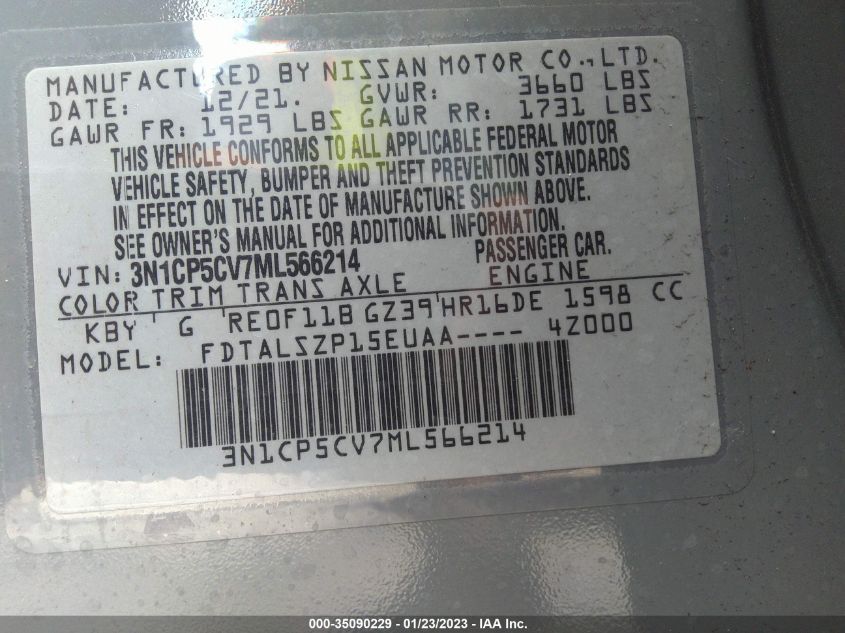 MANUFACTURED BY NISSAN MOTOR CO.,LTD.
DATE: 12/21. GVWR: 3660 LBS
GAWR FR: 1929 LBS GAWR RR: 1731 LBS
THIS VEHICLE CONFORMS TO ALL APPLICABLE FEDERAL MOTOR
VEHICLE SAFETY, BUMPER AND THEFT PREVENTION STANDARDS
IN EFFECT ON THE DATE OF MANUFACTURE SHOWN ABOVE.
SEE OWNER'S MANUAL FOR ADDITIONAL INFORMATION.
VIN: 3N1CP5CV7ML566214 PASSENGER CAR.
COLOR TRIM TRANS AXLE ENGINE
KBY G RE0F11B GZ39 HR16DE 1598 CC
MODEL: FDTALSZP15EUAA---- 4Z000
3N1CP5CV7ML566214
000-35090229 - 01/23/2023 - IAA Inc.